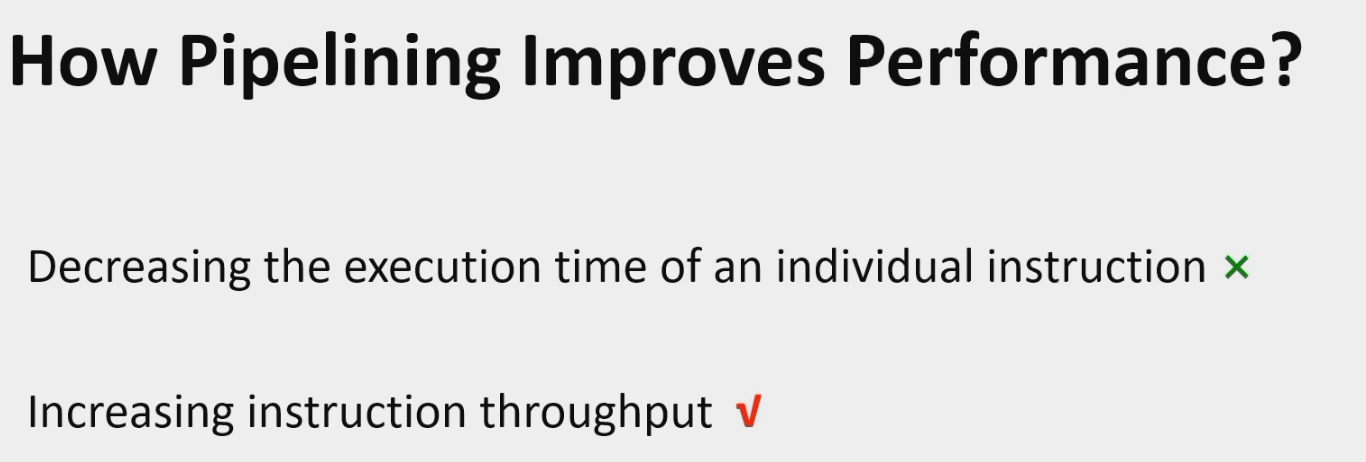 How Pipelining Improves Performance?
Decreasing the execution time of an individual instruction ×
Increasing instruction throughput √